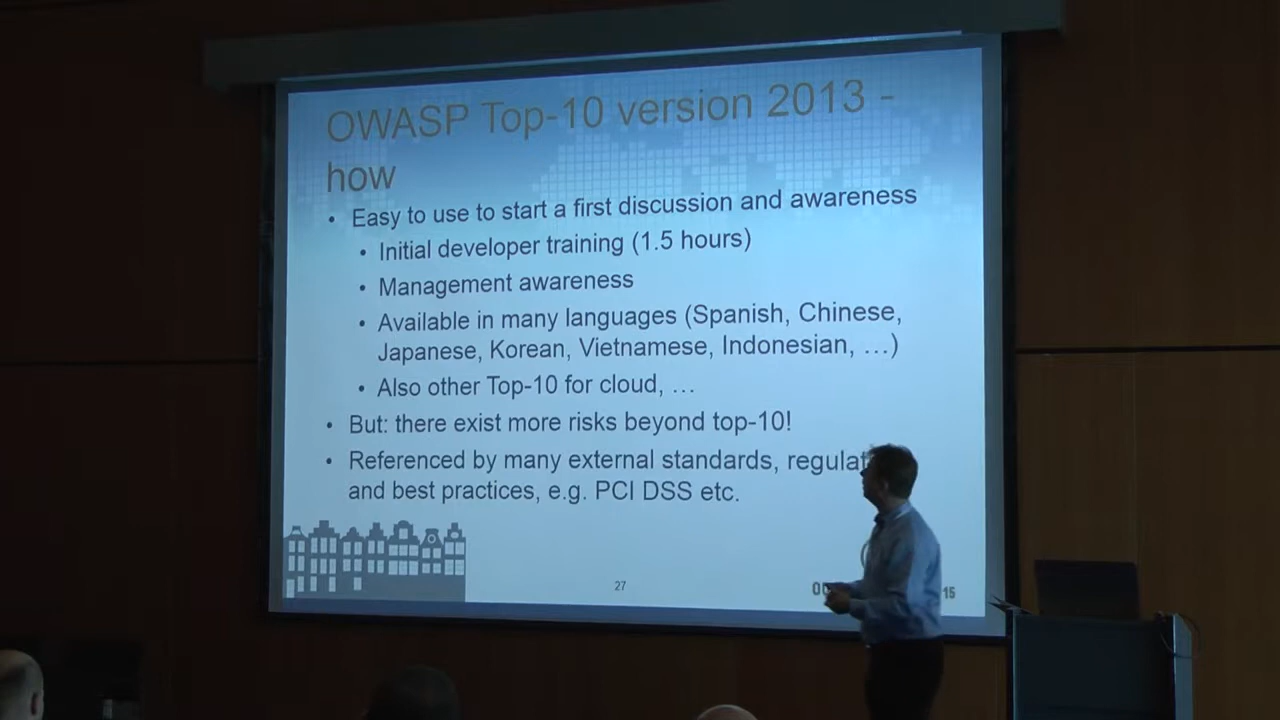 OWASP Top-10 version 2013 -
how
• Easy to use to start a first discussion and awareness
• Initial developer training (1.5 hours)
• Management awareness
• Available in many languages (Spanish, Chinese,
Japanese, Korean, Vietnamese, Indonesian, …)
• Also other Top-10 for cloud, …
• But: there exist more risks beyond top-10!
• Referenced by many external standards,
and best practices, e.g. PCI DSS etc.
27
15